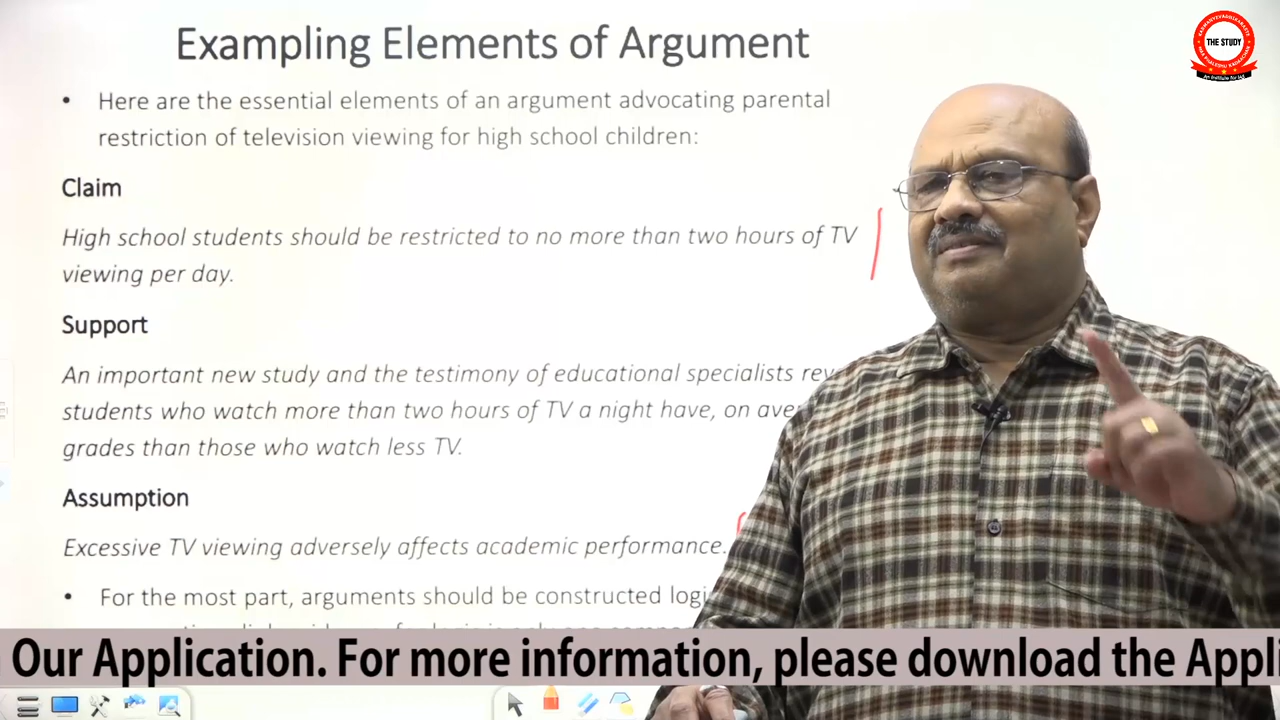 Exampling Elements of Argument
THE STUDY
An Institute for IAS
• Here are the essential elements of an argument advocating parental
restriction of television viewing for high school children:
Claim
High school students should be restricted to no more than two hours of TV
viewing per day.
Support
An important new study and the testimony of educational specialists
students who watch more than two hours of TV a night have, on
grades than those who watch less TV.
Assumption
Excessive TV viewing adversely affects academic performance.
• For the most part, arguments should be constructed
Our Application. For more information, please download the